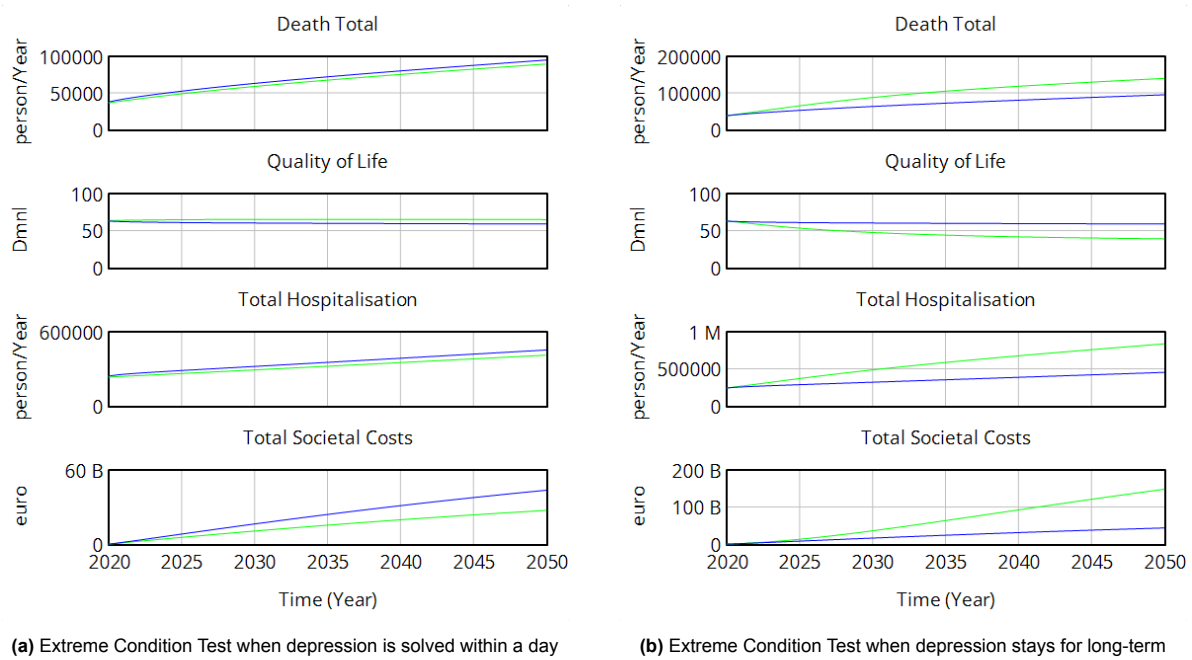 Death Total
person/Year
100000
50000
0
Quality of Life
Dmnl
100
50
0
Total Hospitalisation
person/Year
600000
0
Total Societal Costs
euro
60 B
0
2020 2025 2030 2035 2040 2045 2050
Time (Year)
(a) Extreme Condition Test when depression is solved within a day
Death Total
person/Year
200000
100000
0
Quality of Life
Dmnl
100
50
0
Total Hospitalisation
person/Year
1 M
500000
0
Total Societal Costs
euro
200 B
100 B
0
2020 2025 2030 2035 2040 2045 2050
Time (Year)
(b) Extreme Condition Test when depression stays for long-term